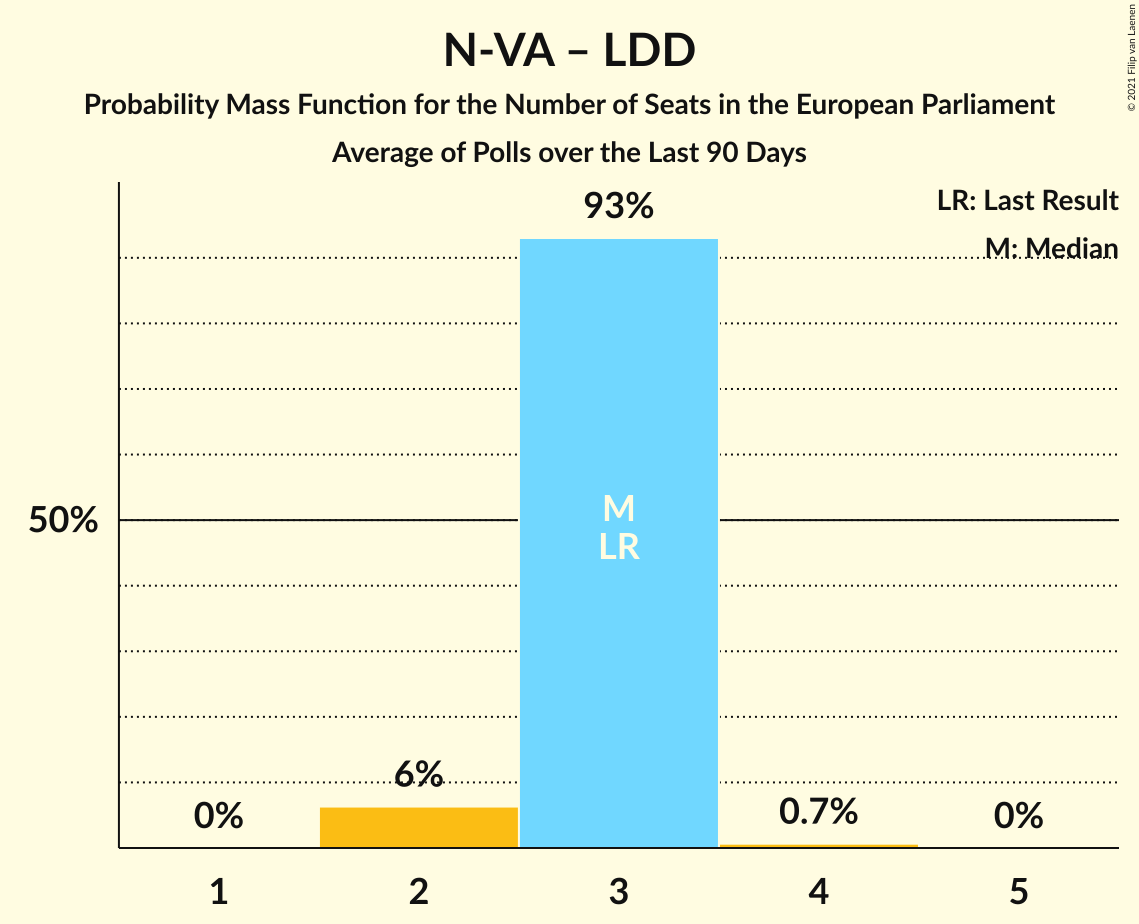 N-VA – LDD
Probability Mass Function for the Number of Seats in the European Parliament
Average of Polls over the Last 90 Days
© 2021 Filip van Laenen
LR: Last Result
M: Median
93%
50%
M
LR
6%
0%
0.7%
0%
1
2
3
4
5